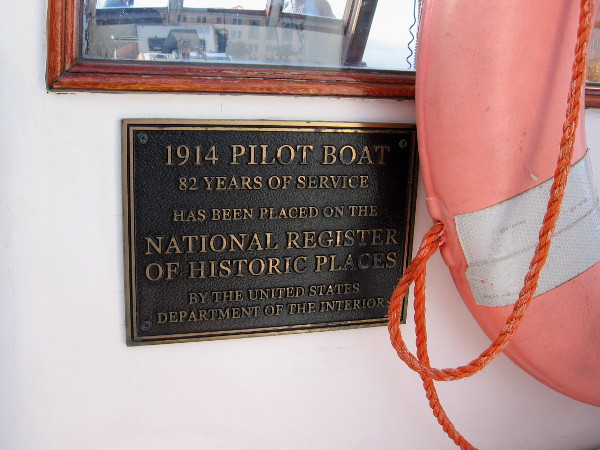 1914 PILOT BOAT
82 YEARS OF SERVICE
HAS BEEN PLACED ON THE
NATIONAL REGISTER
OF HISTORIC PLACES
BY THE UNITED STATES
DEPARTMENT OF THE INTERIOR